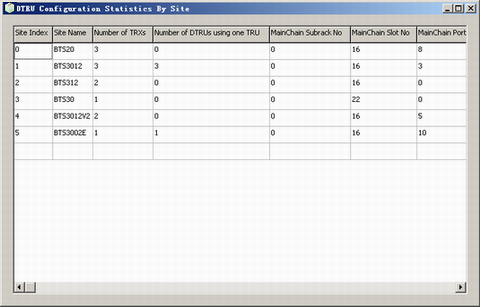 DTRU Configuration Statistics By Site
Site Index Site Name Number of TRXs Number of DTRUs using one TRU MainChain Subrack No MainChain Slot No MainChain Port
0 BTS20 3 0 0 16 8
1 BTS3012 3 3 0 16 3
2 BTS312 2 0 0 16 0
3 BTS30 1 0 0 22 0
4 BTS3012V2 2 0 0 16 5
5 BTS3002E 1 1 0 16 10